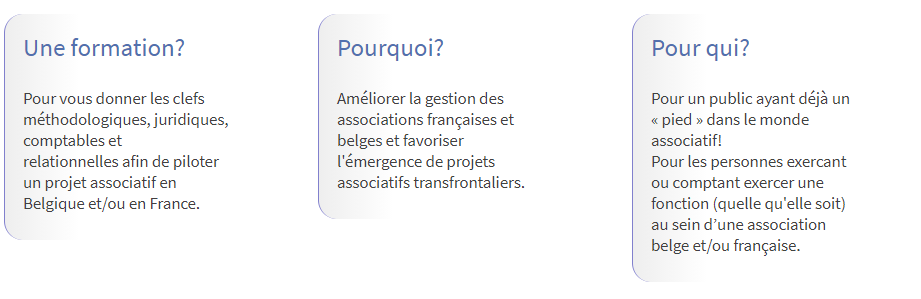 Une formation?
Pour vous donner les clefs
méthodologiques, juridiques,
comptables et
relationnelles afin de piloter
un projet associatif en
Belgique et/ou en France.
Pourquoi?
Améliorer la gestion des
associations françaises et
belges et favoriser
l'émergence de projets
associatifs transfrontaliers.
Pour qui?
Pour un public ayant déjà un
« pied » dans le monde
associatif!
Pour les personnes exercant
ou comptant exercer une
fonction (quelle qu'elle soit)
au sein d’une association
belge et/ou française.